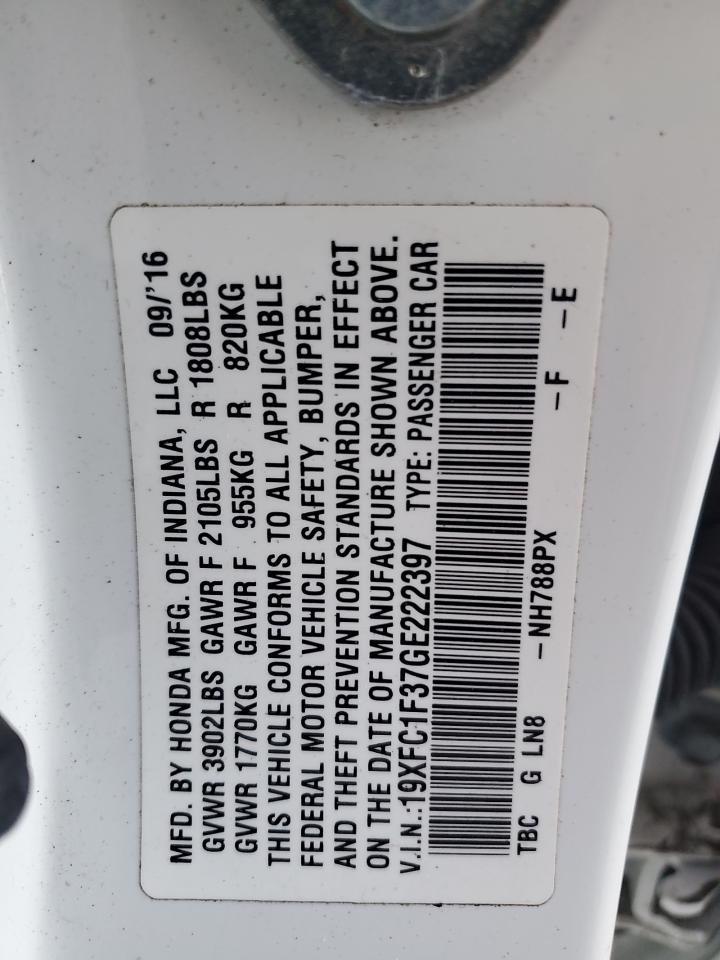 MFD. BY HONDA MFG. OF INDIANA, LLC 09/'16
GVWR 3902LBS GAWR F 2105LBS R 1808LBS
GVWR 1770KG GAWR F 955KG R 820KG
THIS VEHICLE CONFORMS TO ALL APPLICABLE
FEDERAL MOTOR VEHICLE SAFETY, BUMPER,
AND THEFT PREVENTION STANDARDS IN EFFECT
ON THE DATE OF MANUFACTURE SHOWN ABOVE.
V.I.N.:19XFC1F37GE222397 TYPE: PASSENGER CAR
TBC G LN8 -NH788PX -F -E